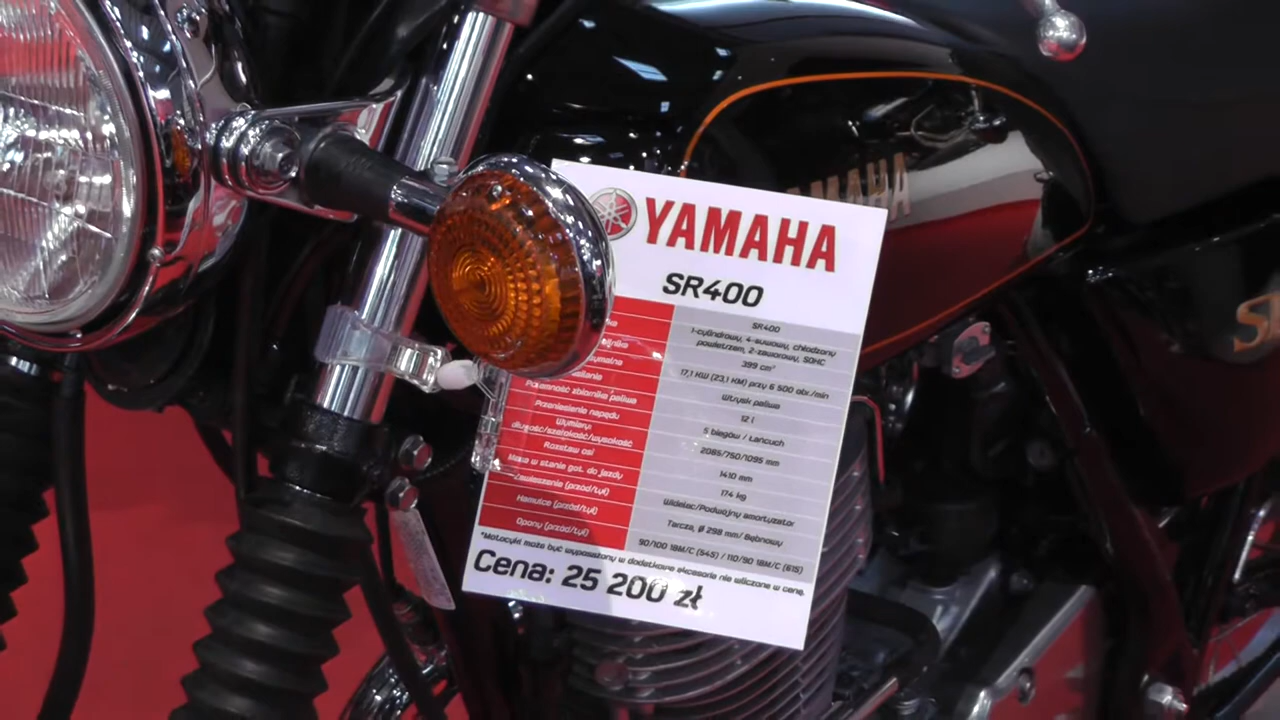 YAMAHA
YAMAHA
SR400
SR400
1-cylindrowy, 4-suwowy, chłodzony
powietrzem, 2-zaworowy, SOHC
399 cm³
17,1 KW (23,1 KM) przy 6 500 obr./min
Wtrysk paliwa
Pojemność zbiornika paliwa 12 l
Przeniesienie napędu 5 biegów / Łańcuch
Wymiary:
długość/szerokość/wysokość 2085/750/1095 mm
Rozstaw osi 1410 mm
Masa w stanie got. do jazdy 174 kg
Zawieszenie (przód/tył) Widelec/Podwójny amortyzator
Hamulce (przód/tył) Tarcza, Ø 298 mm/ Bębnowy
Opony (przód/tył) 90/100 18M/C (54S) / 110/90 18M/C (61S)
*Motocykl może być wyposażony w dodatkowe akcesoria nie wliczone w cenę.
Cena: 25 200 zł